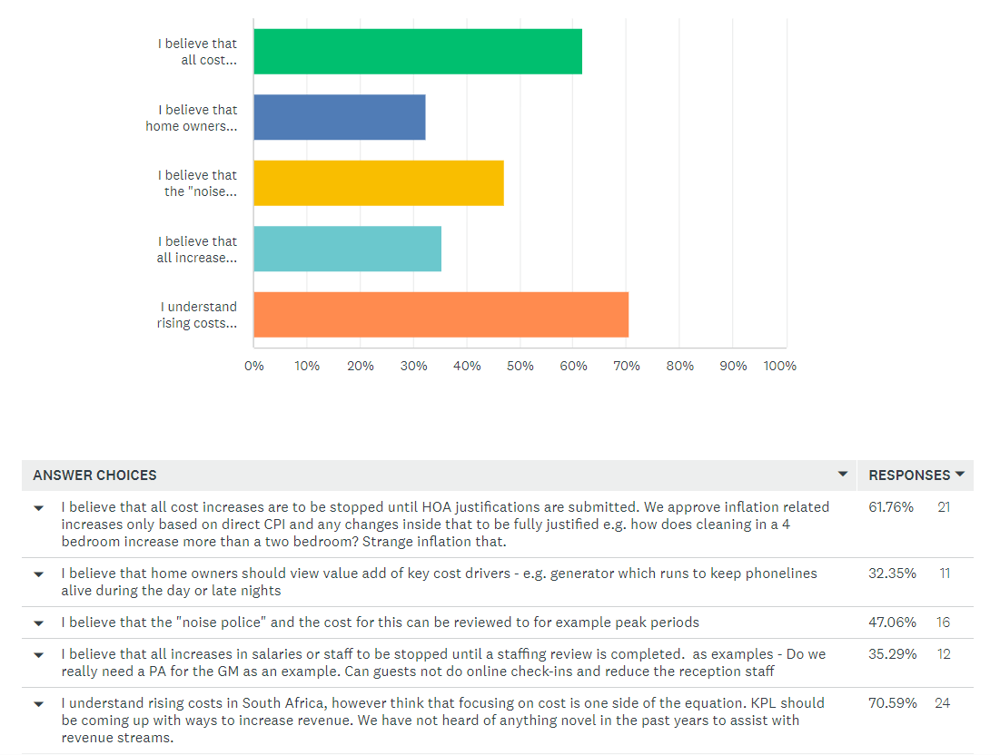 I believe that
all cost...
I believe that
home owners...
I believe that
the "noise...
I believe that
all increase...
I understand
rising costs...
0% 10% 20% 30% 40% 50% 60% 70% 80% 90% 100%
ANSWER CHOICES RESPONSES
I believe that all cost increases are to be stopped until HOA justifications are submitted. We approve inflation related 61.76% 21
increases only based on direct CPI and any changes inside that to be fully justified e.g. how does cleaning in a 4
bedroom increase more than a two bedroom? Strange inflation that.
I believe that home owners should view value add of key cost drivers - e.g. generator which runs to keep phonelines 32.35% 11
alive during the day or late nights
I believe that the "noise police" and the cost for this can be reviewed to for example peak periods 47.06% 16
I believe that all increases in salaries or staff to be stopped until a staffing review is completed.  as examples - Do we 35.29% 12
really need a PA for the GM as an example. Can guests not do online check-ins and reduce the reception staff
I understand rising costs in South Africa, however think that focusing on cost is one side of the equation. KPL should 70.59% 24
be coming up with ways to increase revenue. We have not heard of anything novel in the past years to assist with
revenue streams.